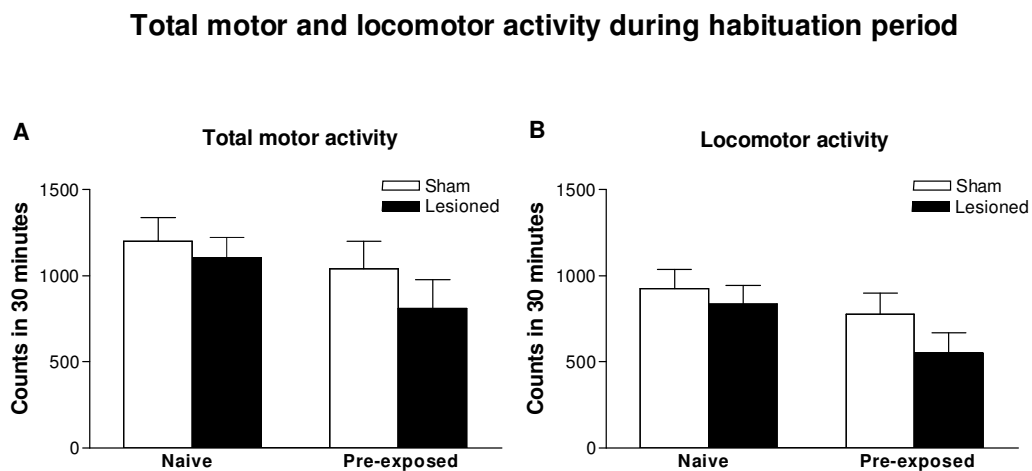 Total motor and locomotor activity during habituation period
A
Total motor activity
Sham
Lesioned
Counts in 30 minutes
1500
1000
500
0
Naive
Pre-exposed
B
Locomotor activity
Sham
Lesioned
Counts in 30 minutes
1500
1000
500
0
Naive
Pre-exposed